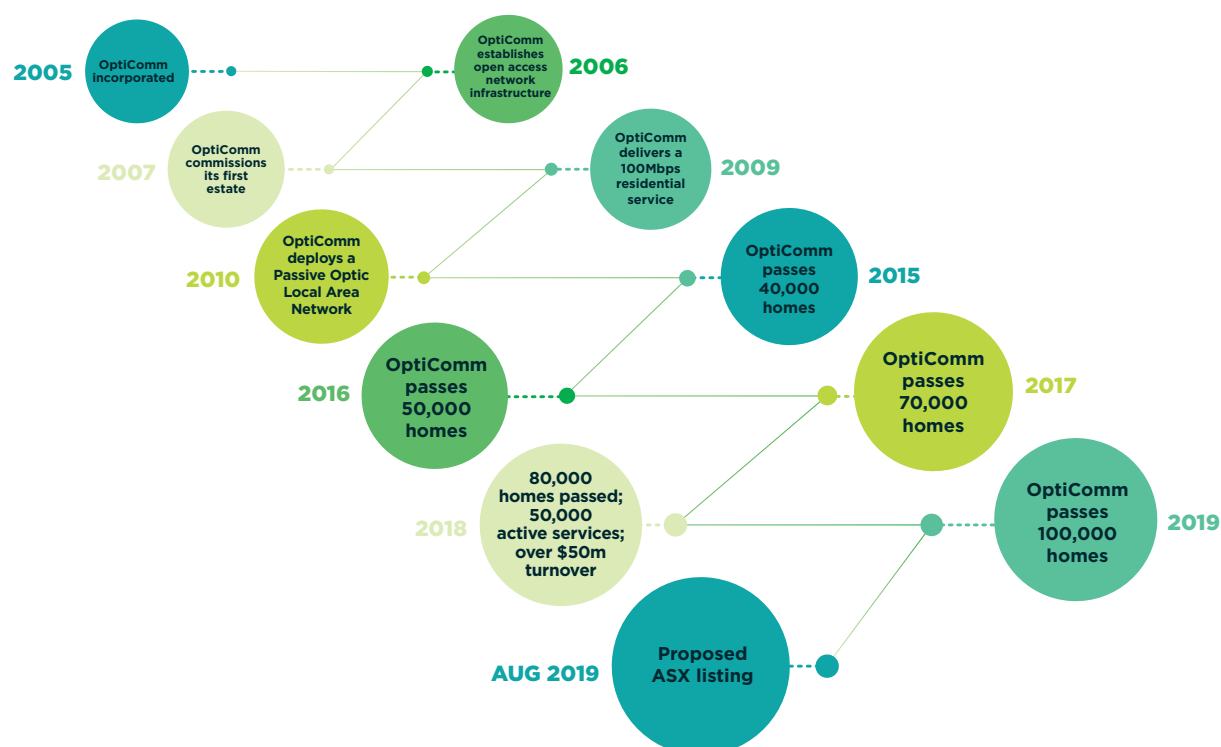 2005
OptiComm
incorporated
OptiComm
establishes
open access
network
infrastructure
2006
2007
OptiComm
commissions
its first
estate
OptiComm
delivers a
100Mbps
residential
service
2009
2010
OptiComm
deploys a
Passive Optic
Local Area
Network
OptiComm
passes
40,000
homes
2015
2016
OptiComm
passes
50,000
homes
OptiComm
passes
70,000
homes
2017
2018
80,000
homes passed;
50,000
active services;
over $50m
turnover
OptiComm
passes
100,000
homes
2019
AUG 2019
Proposed
ASX listing